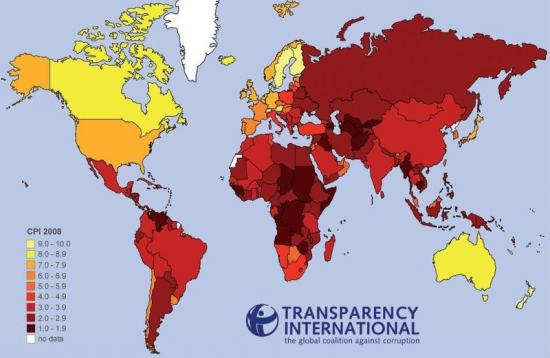 CPI 2008
9.0 - 10.0
8.0 - 8.9
7.0 - 7.9
6.0 - 6.9
5.0 - 5.9
4.0 - 4.9
3.0 - 3.9
2.0 - 2.9
1.0 - 1.9
no data
TRANSPARENCY
INTERNATIONAL
the global coalition against corruption